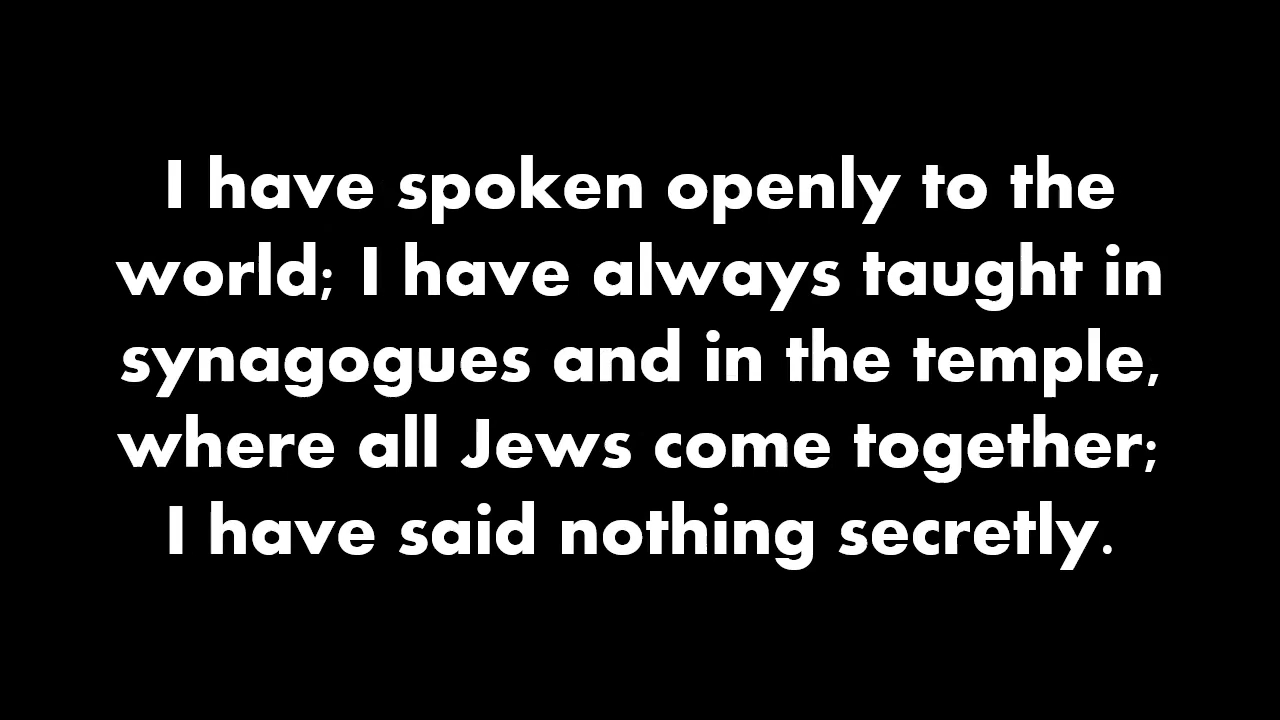 I have spoken openly to the
world; I have always taught in
synagogues and in the temple,
where all Jews come together;
I have said nothing secretly.